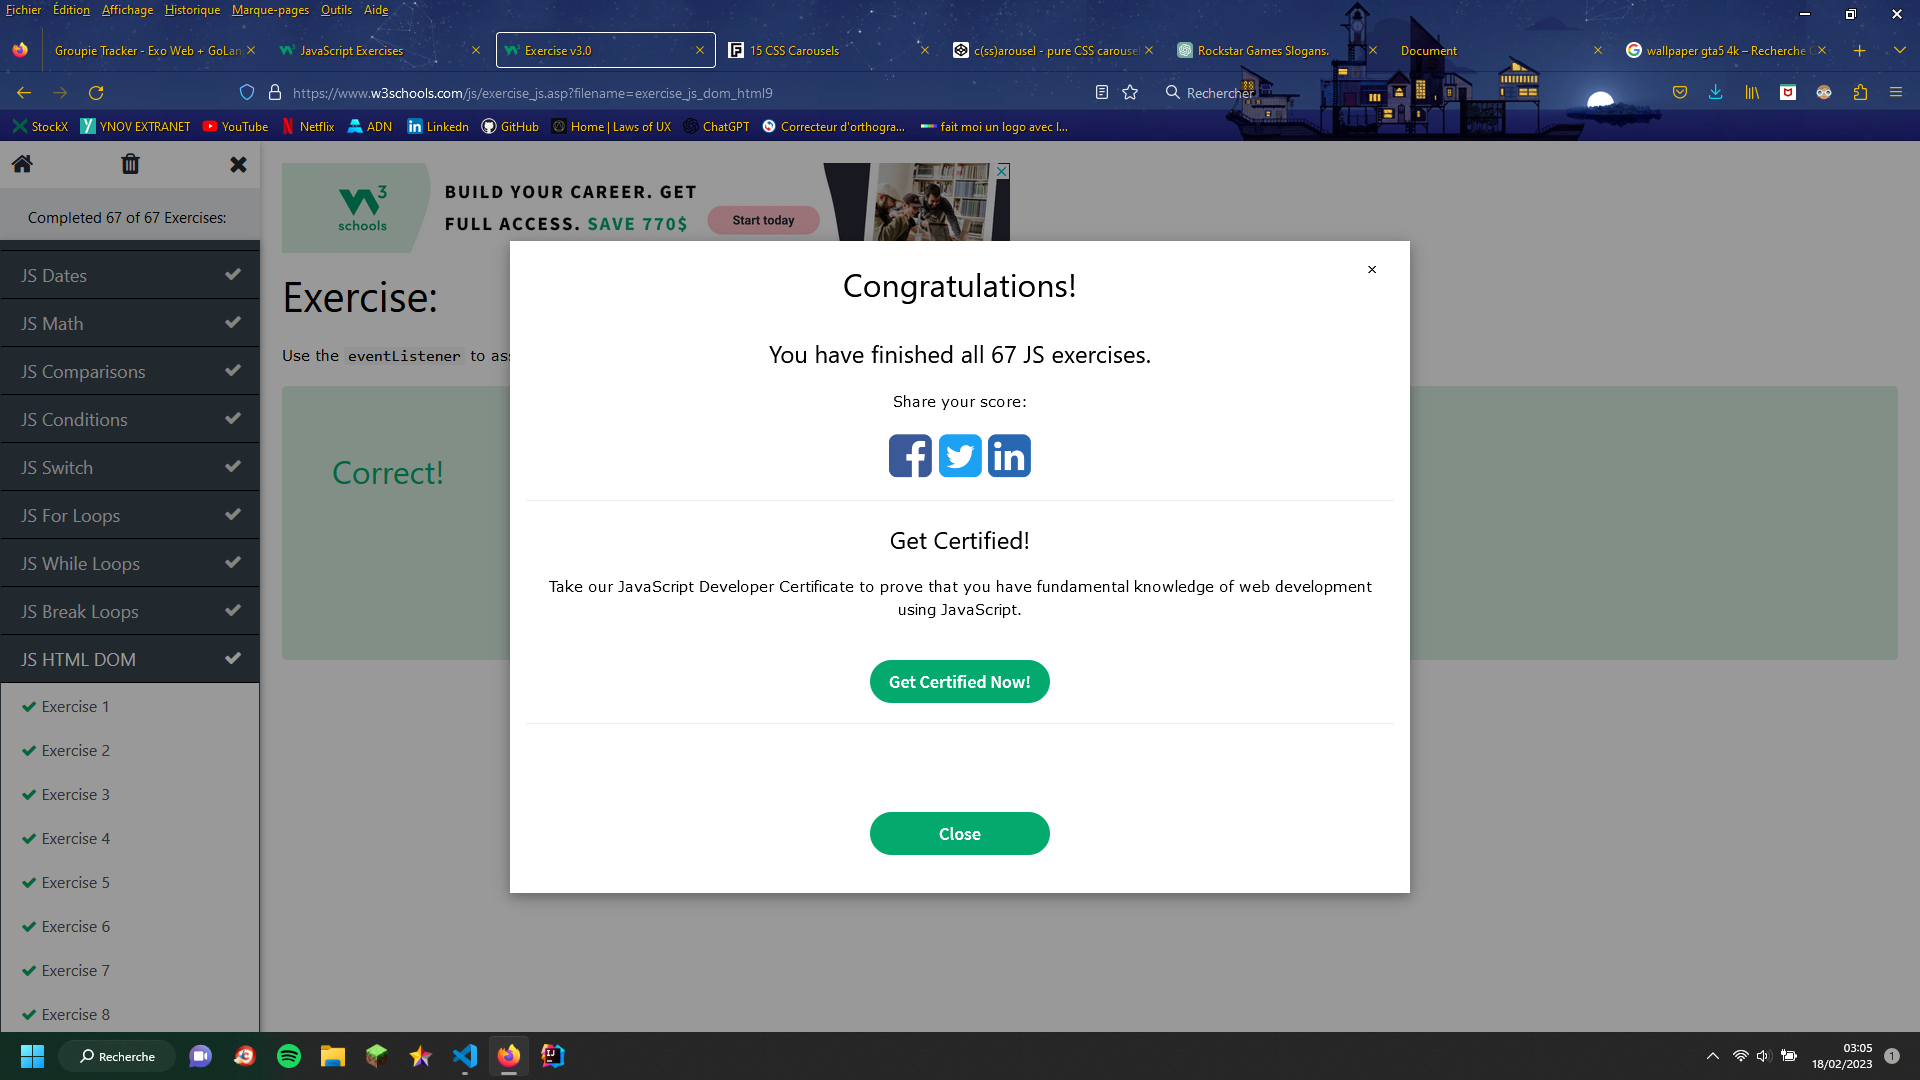 Fichier Édition Affichage Historique Marque-pages Outils Aide
Groupie Tracker - Exo Web + GoLan
JavaScript Exercises
Exercise v3.0
15 CSS Carousels
c(ss)arousel - pure CSS carousel
Rockstar Games Slogans.
Document
wallpaper gta5 4k – Recherche
https://www.w3schools.com/js/exercise_js.asp?filename=exercise_js_dom_html9
Rechercher
StockX
YNOV EXTRANET
YouTube
Netflix
ADN
Linkedn
GitHub
Home | Laws of UX
ChatGPT
Correcteur d'orthogra...
fait moi un logo avec l...
Completed 67 of 67 Exercises:
JS Dates
JS Math
JS Comparisons
JS Conditions
JS Switch
JS For Loops
JS While Loops
JS Break Loops
JS HTML DOM
Exercise 1
Exercise 2
Exercise 3
Exercise 4
Exercise 5
Exercise 6
Exercise 7
Exercise 8
W3
schools
BUILD YOUR CAREER. GET
FULL ACCESS. SAVE 770$
Start today
Exercise:
Use the eventListener to ass
Correct!
Congratulations!
×
You have finished all 67 JS exercises.
Share your score:
Get Certified!
Take our JavaScript Developer Certificate to prove that you have fundamental knowledge of web development
using JavaScript.
Get Certified Now!
Close
Recherche
03:05
18/02/2023
1